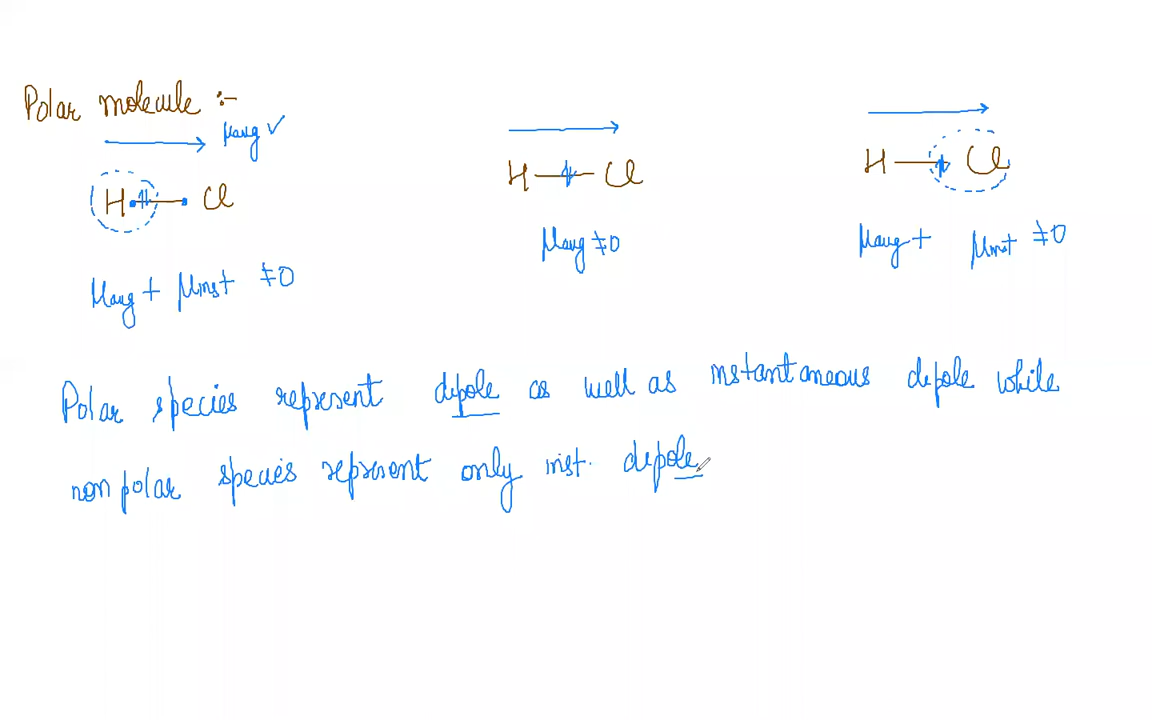 Polar molecule :-
μavg ✓
H Cl
H Cl
H Cl
μavg + μinst ≠0
μavg ≠0
μavg + μinst ≠0
Polar species represent dipole as well as instantaneous dipole while
non polar species represent only inst. dipole